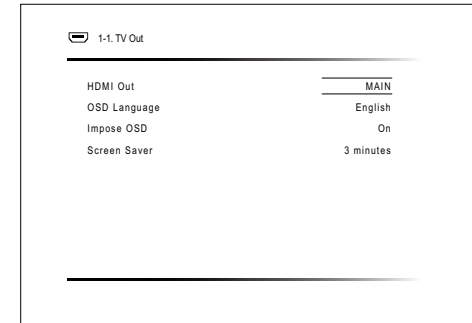 1-1. TV Out
HDMI Out MAIN
OSD Language English
Impose OSD On
Screen Saver 3 minutes